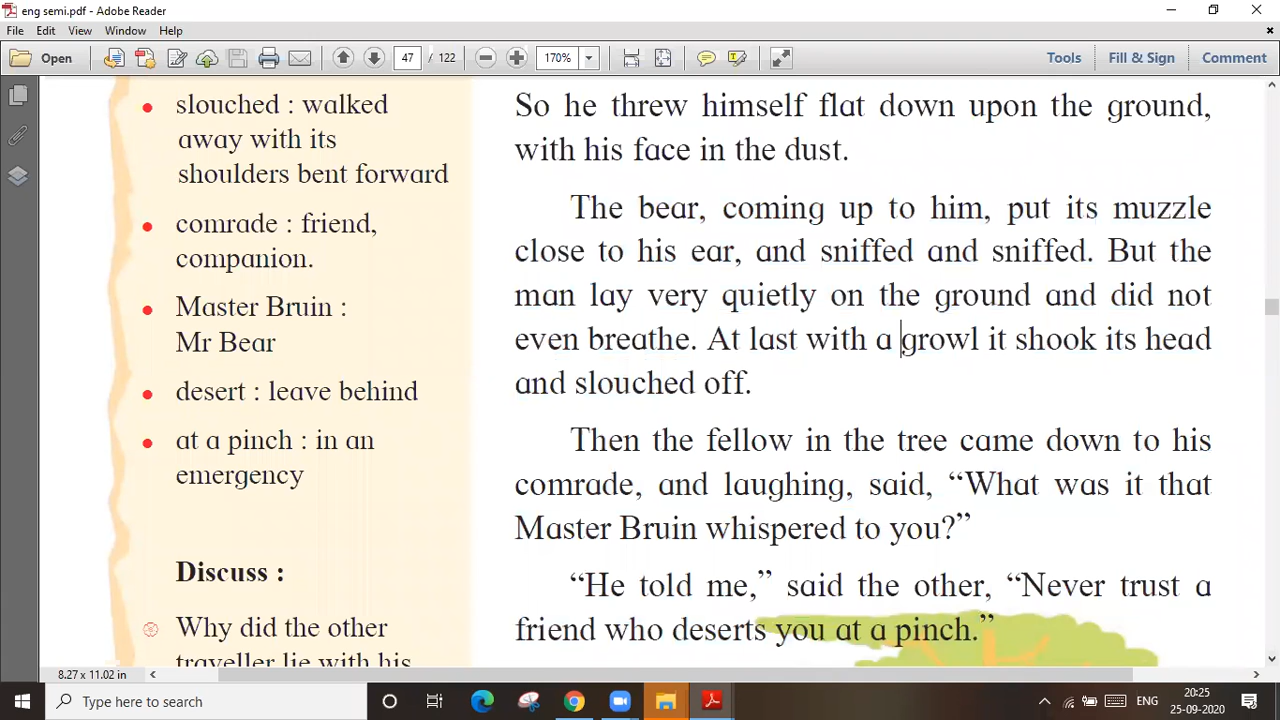 eng semi.pdf - Adobe Reader
File Edit View Window Help
Open 47 / 122 170% Tools Fill & Sign Comment
slouched : walked
away with its
shoulders bent forward
comrade : friend,
companion.
Master Bruin :
Mr Bear
desert : leave behind
at a pinch : in an
emergency
Discuss :
Why did the other
traveller lie with his
So he threw himself flat down upon the ground,
with his face in the dust.
The bear, coming up to him, put its muzzle
close to his ear, and sniffed and sniffed. But the
man lay very quietly on the ground and did not
even breathe. At last with a growl it shook its head
and slouched off.
Then the fellow in the tree came down to his
comrade, and laughing, said, “What was it that
Master Bruin whispered to you?”
“He told me,” said the other, “Never trust a
friend who deserts you at a pinch.”
8.27 x 11.02 in
Type here to search
ENG
20:25
25-09-2020